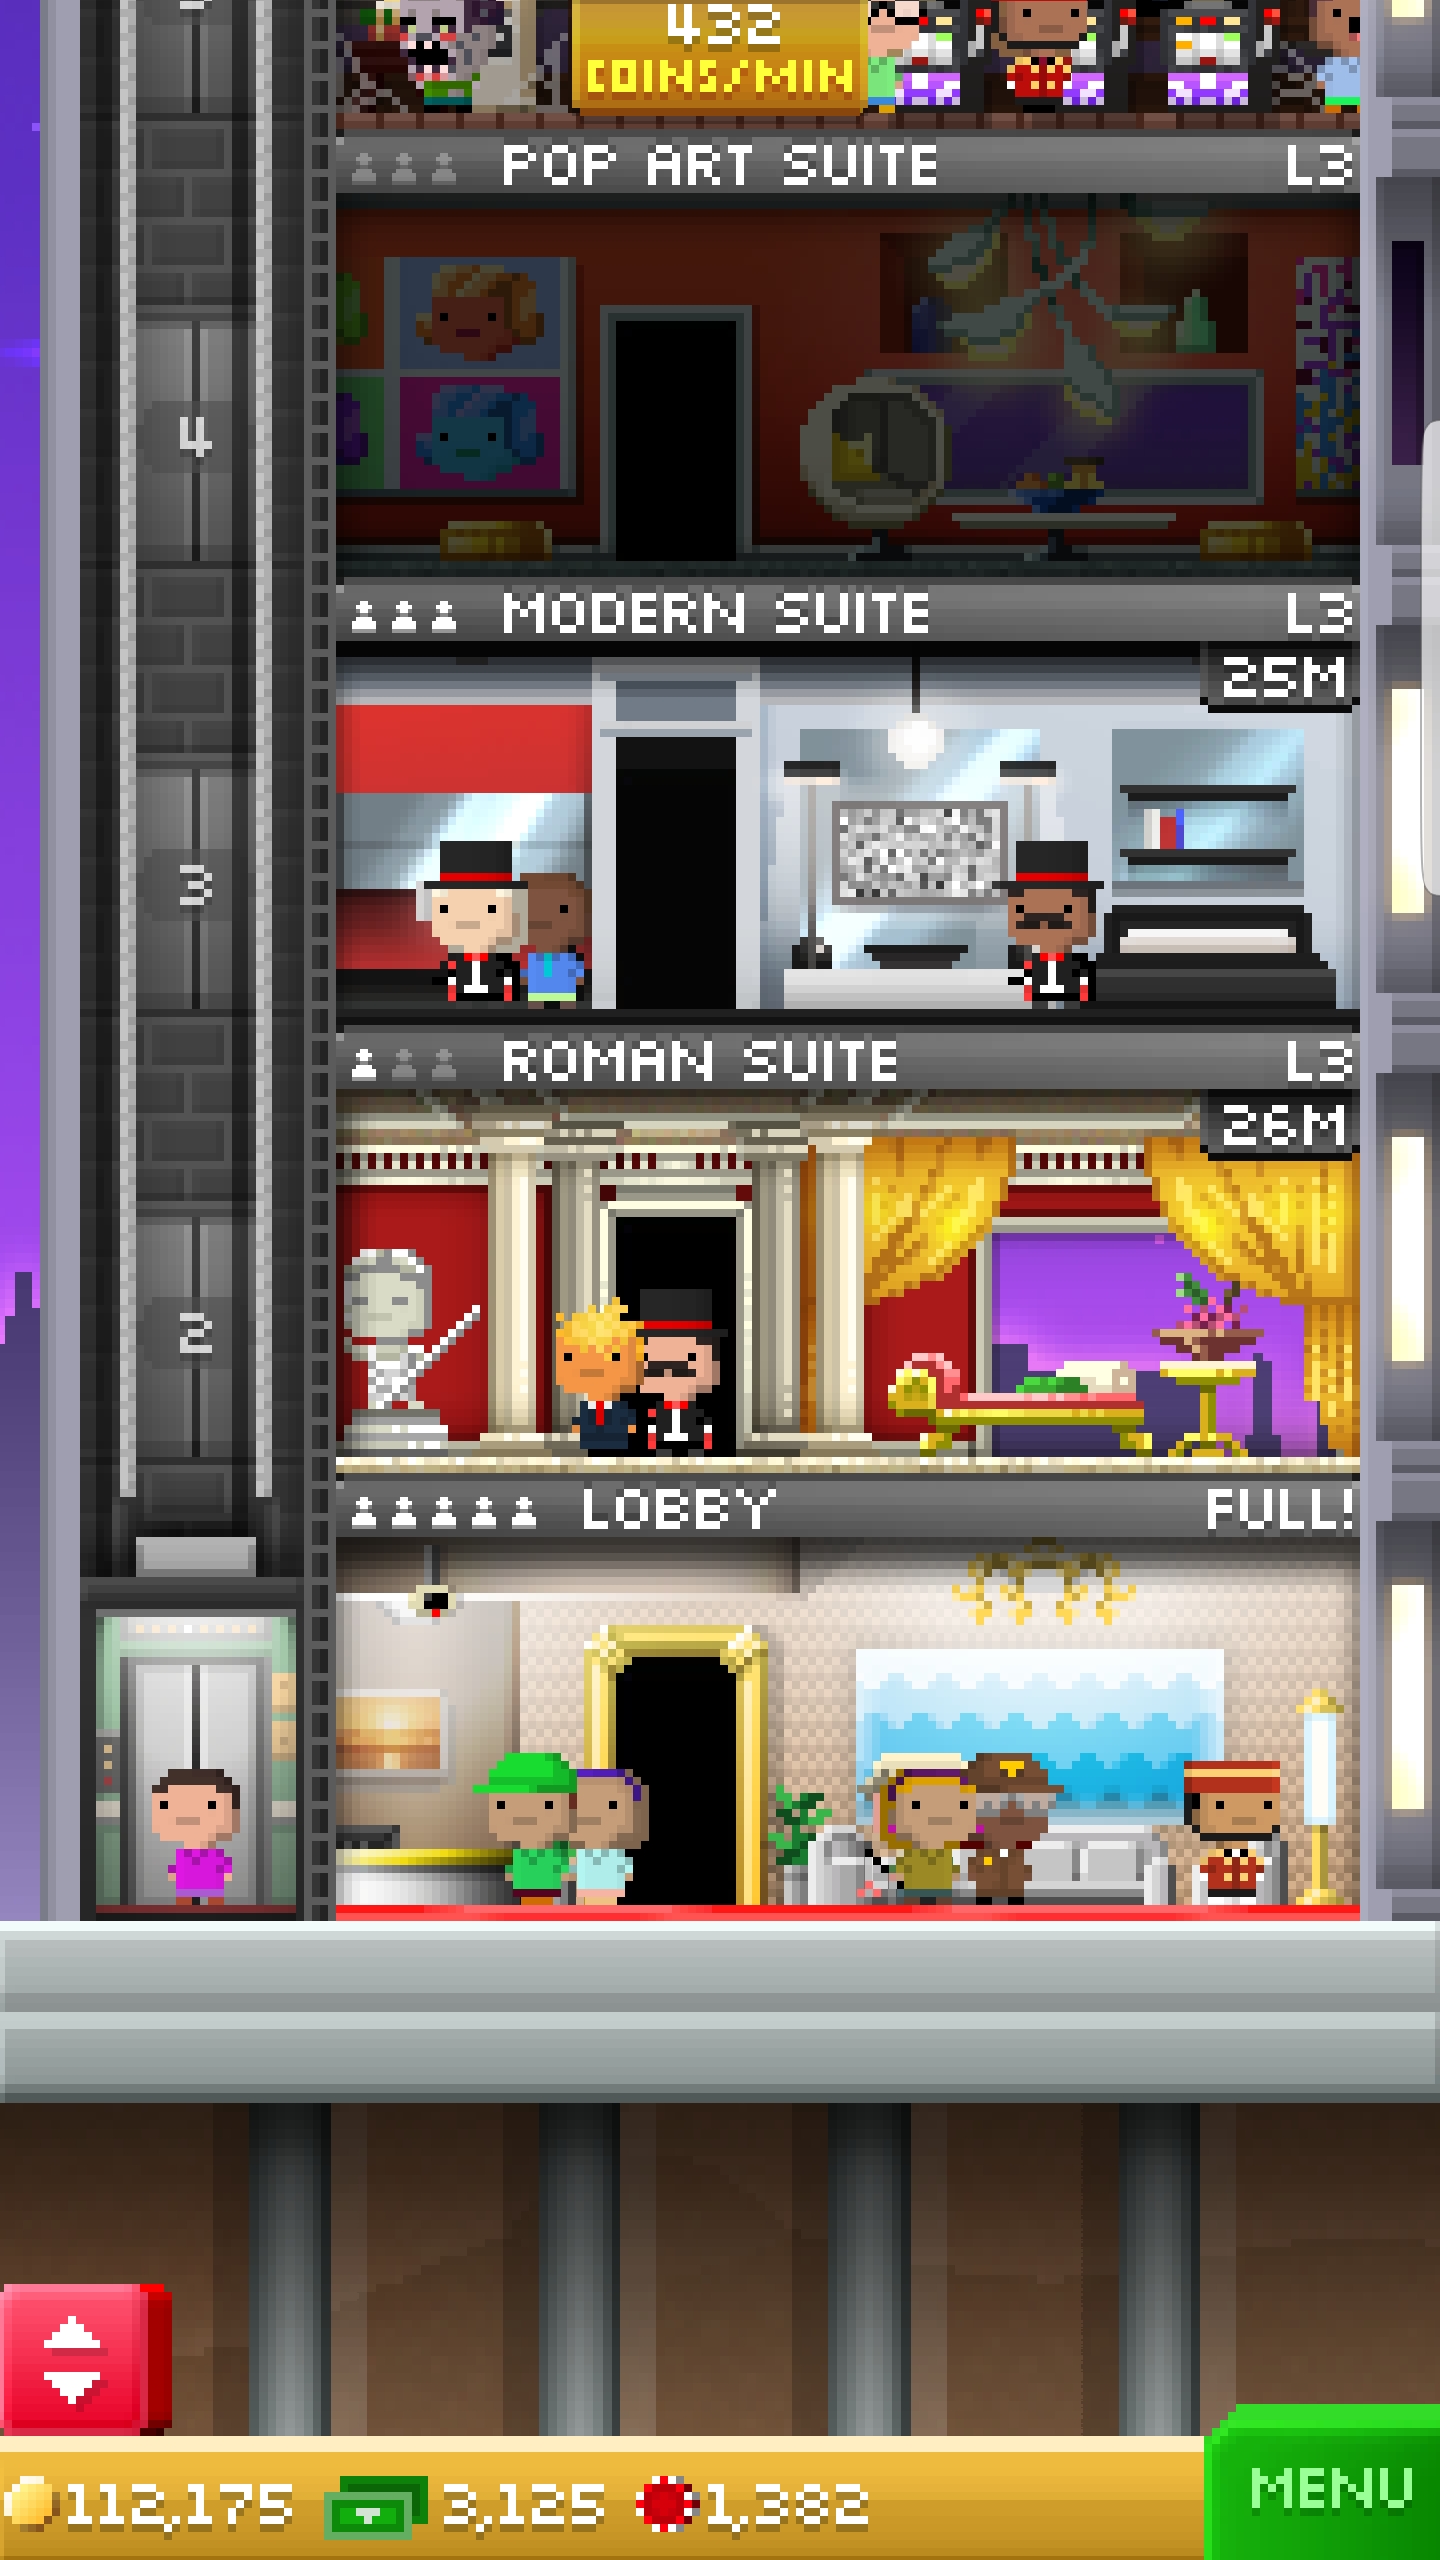 432
COINS/MIN
POP ART SUITE L3
4
MODERN SUITE L3
25M
3
ROMAN SUITE L3
26M
2
LOBBY FULL!
112,175 3,125 1,382
MENU